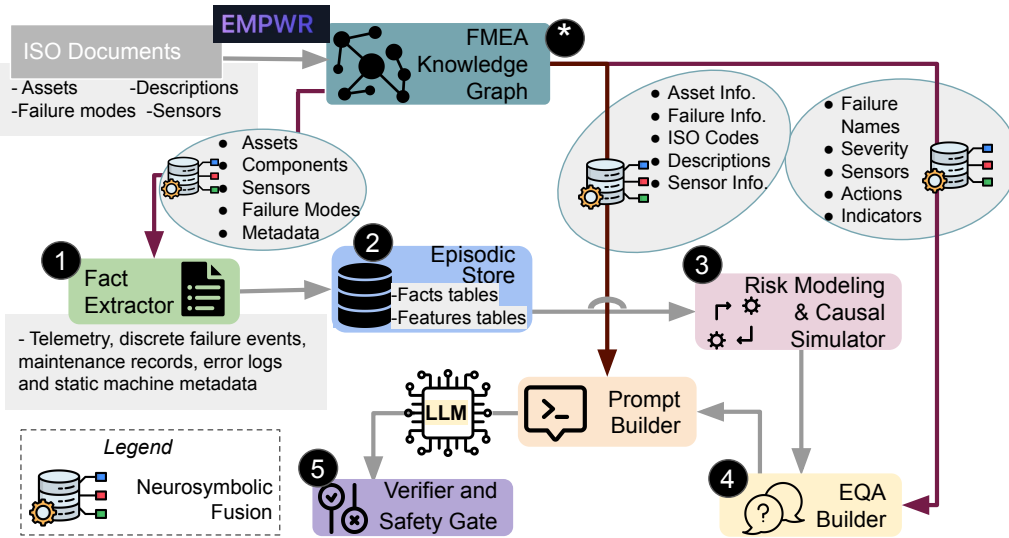 EMPWR
ISO Documents
- Assets -Descriptions
-Failure modes -Sensors
FMEA
Knowledge
Graph
*
● Assets
● Components
● Sensors
● Failure Modes
● Metadata
● Asset Info.
● Failure Info.
● ISO Codes
● Descriptions
● Sensor Info.
● Failure
Names
● Severity
● Sensors
● Actions
● Indicators
1
Fact
Extractor
- Telemetry, discrete failure events,
maintenance records, error logs
and static machine metadata
2
Episodic
Store
-Facts tables
-Features tables
3
Risk Modeling
& Causal
Simulator
LLM
>_
Prompt
Builder
4
?
EQA
Builder
5
Verifier and
Safety Gate
Legend
Neurosymbolic
Fusion